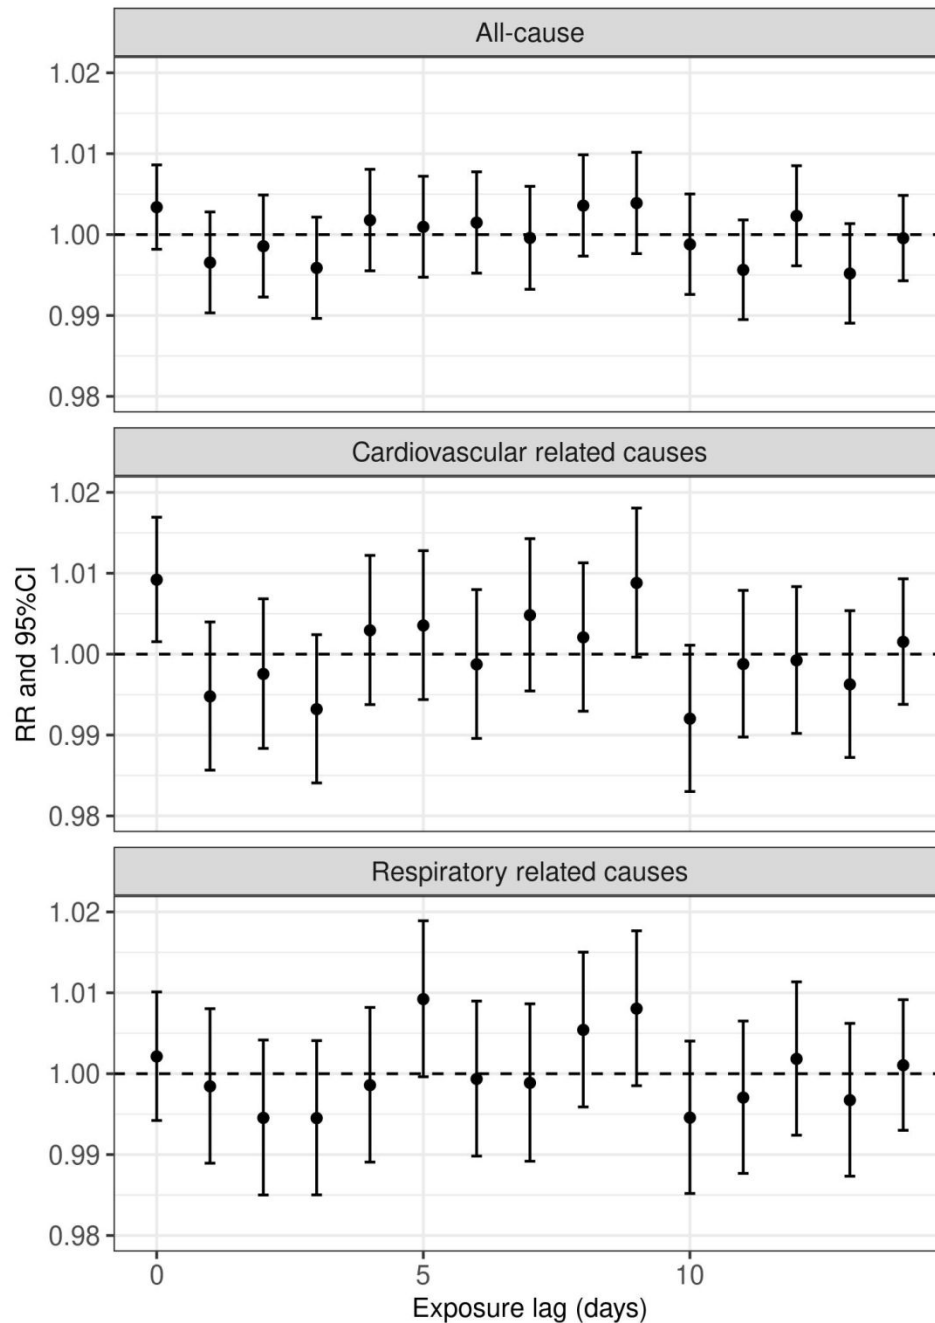 All-cause
1.02
1.01
1.00
0.99
0.98
Cardiovascular related causes
1.02
1.01
1.00
0.99
0.98
RR and 95%CI
Respiratory related causes
1.02
1.01
1.00
0.99
0.98
0 5 10
Exposure lag (days)